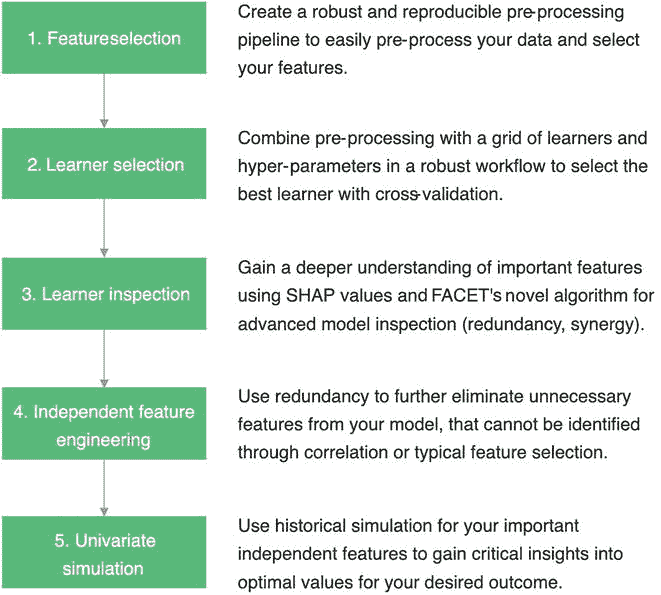 1. Featureselection
Create a robust and reproducible pre-processing
pipeline to easily pre-process your data and select
your features.
2. Learner selection
Combine pre-processing with a grid of learners and
hyper-parameters in a robust workflow to select the
best learner with cross-validation.
3. Learner inspection
Gain a deeper understanding of important features
using SHAP values and FACET's novel algorithm for
advanced model inspection (redundancy, synergy).
4. Independent feature
engineering
Use redundancy to further eliminate unnecessary
features from your model, that cannot be identified
through correlation or typical feature selection.
5. Univariate
simulation
Use historical simulation for your important
independent features to gain critical insights into
optimal values for your desired outcome.